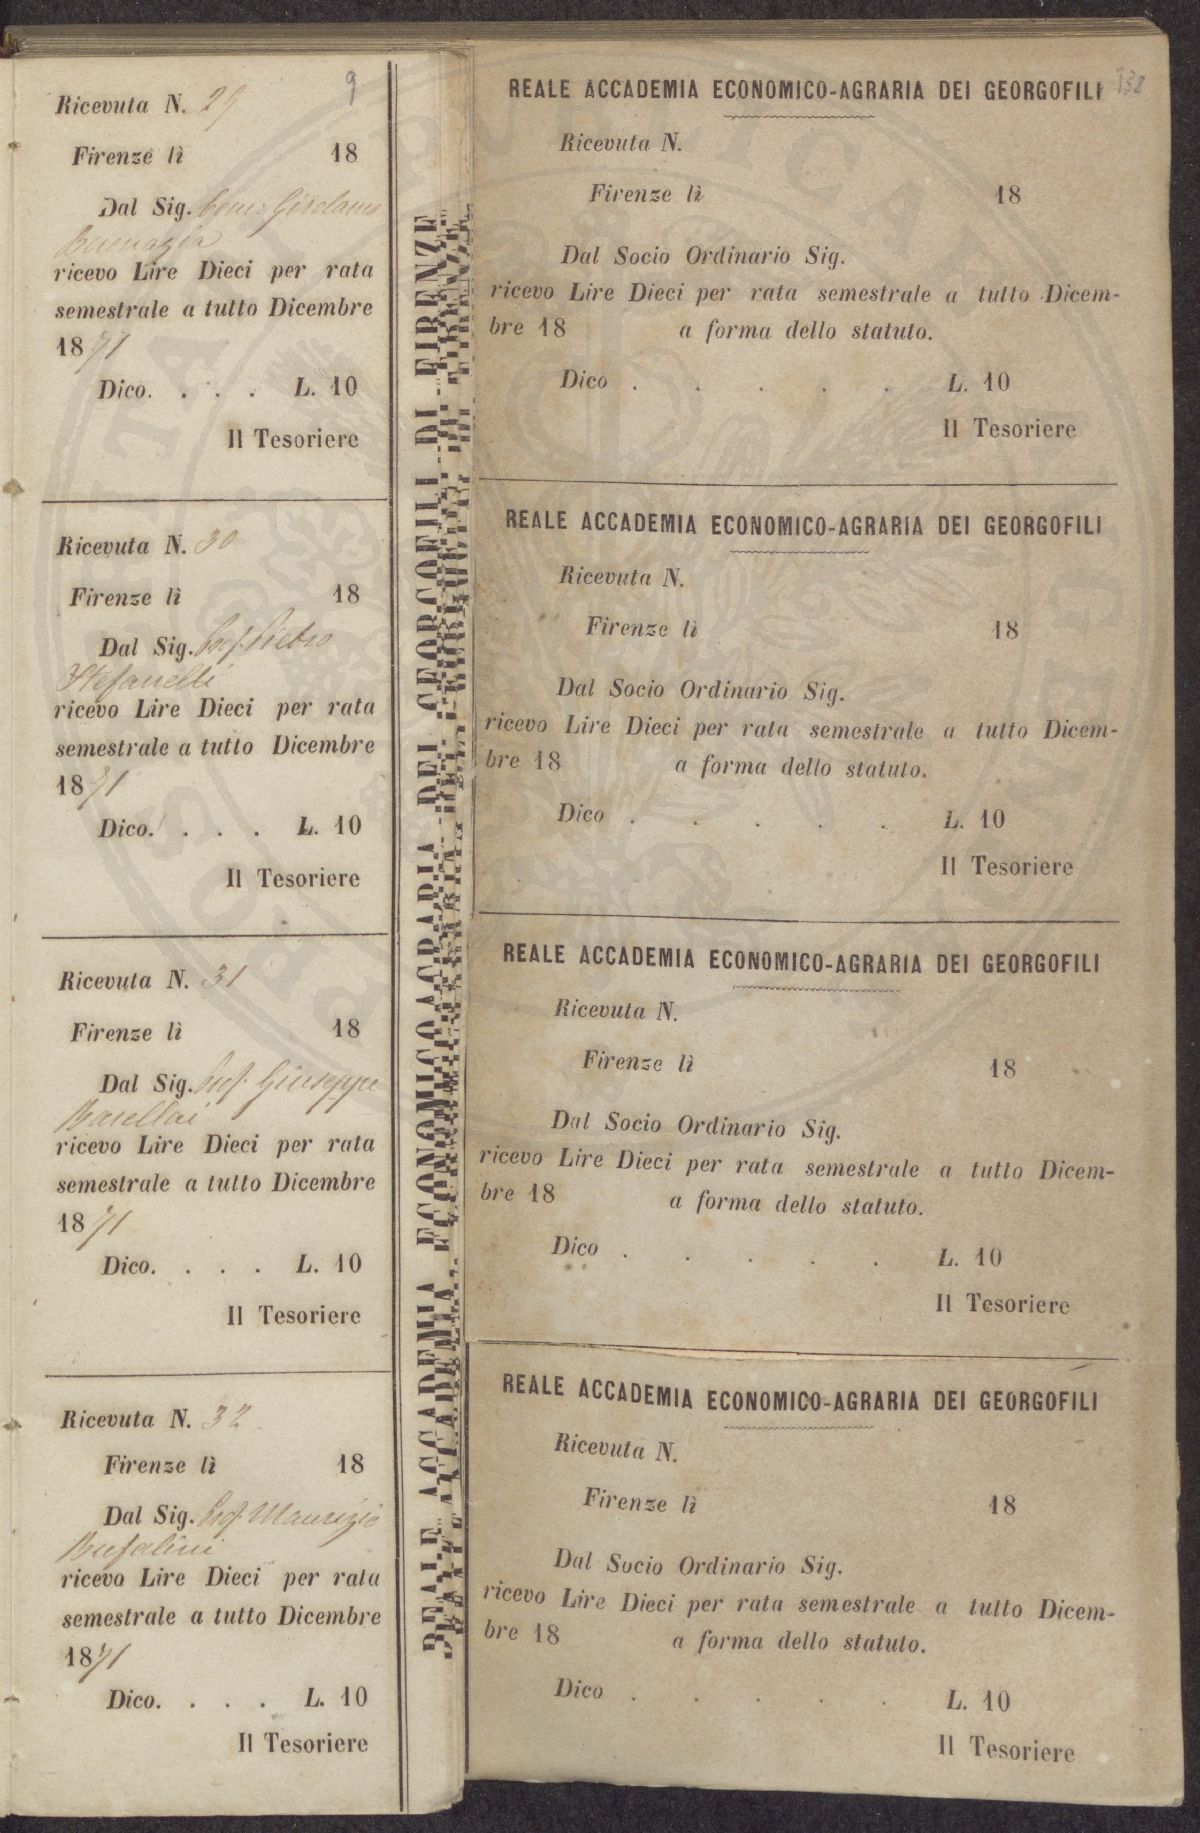 9
Ricevuta N. 29
Firenze lì 18
Dal Sig. Com: Girolamo
ricevo Lire Dieci per rata
semestrale a tutto Dicembre
1871
Dico. . . . L. 10
Il Tesoriere
Ricevuta N. 30
Firenze lì 18
Dal Sig. Prof. Pietro
Stefanelli
ricevo Lire Dieci per rata
semestrale a tutto Dicembre
1871
Dico. . . . L. 10
Il Tesoriere
Ricevuta N. 31
Firenze lì 18
Dal Sig. Prof. Giuseppe
Barellai
ricevo Lire Dieci per rata
semestrale a tutto Dicembre
1871
Dico. . . . L. 10
Il Tesoriere
Ricevuta N. 32
Firenze lì 18
Dal Sig. Prof. Maurizio
Bufalini
ricevo Lire Dieci per rata
semestrale a tutto Dicembre
1871
Dico. . . . L. 10
Il Tesoriere
REALE ACCADEMIA ECONOMICO-AGRARIA DEI GEORGOFILI DI FIRENZE
338
REALE ACCADEMIA ECONOMICO-AGRARIA DEI GEORGOFILI
Ricevuta N.
Firenze lì 18
Dal Socio Ordinario Sig.
ricevo Lire Dieci per rata semestrale a tutto Dicem-
bre 18 a forma dello statuto.
Dico . . . . . L. 10
Il Tesoriere
REALE ACCADEMIA ECONOMICO-AGRARIA DEI GEORGOFILI
Ricevuta N.
Firenze lì 18
Dal Socio Ordinario Sig.
ricevo Lire Dieci per rata semestrale a tutto Dicem-
bre 18 a forma dello statuto.
Dico . . . . . L. 10
Il Tesoriere
REALE ACCADEMIA ECONOMICO-AGRARIA DEI GEORGOFILI
Ricevuta N.
Firenze lì 18
Dal Socio Ordinario Sig.
ricevo Lire Dieci per rata semestrale a tutto Dicem-
bre 18 a forma dello statuto.
Dico . . . . . L. 10
Il Tesoriere
REALE ACCADEMIA ECONOMICO-AGRARIA DEI GEORGOFILI
Ricevuta N.
Firenze lì 18
Dal Socio Ordinario Sig.
ricevo Lire Dieci per rata semestrale a tutto Dicem-
bre 18 a forma dello statuto.
Dico . . . . . L. 10
Il Tesoriere